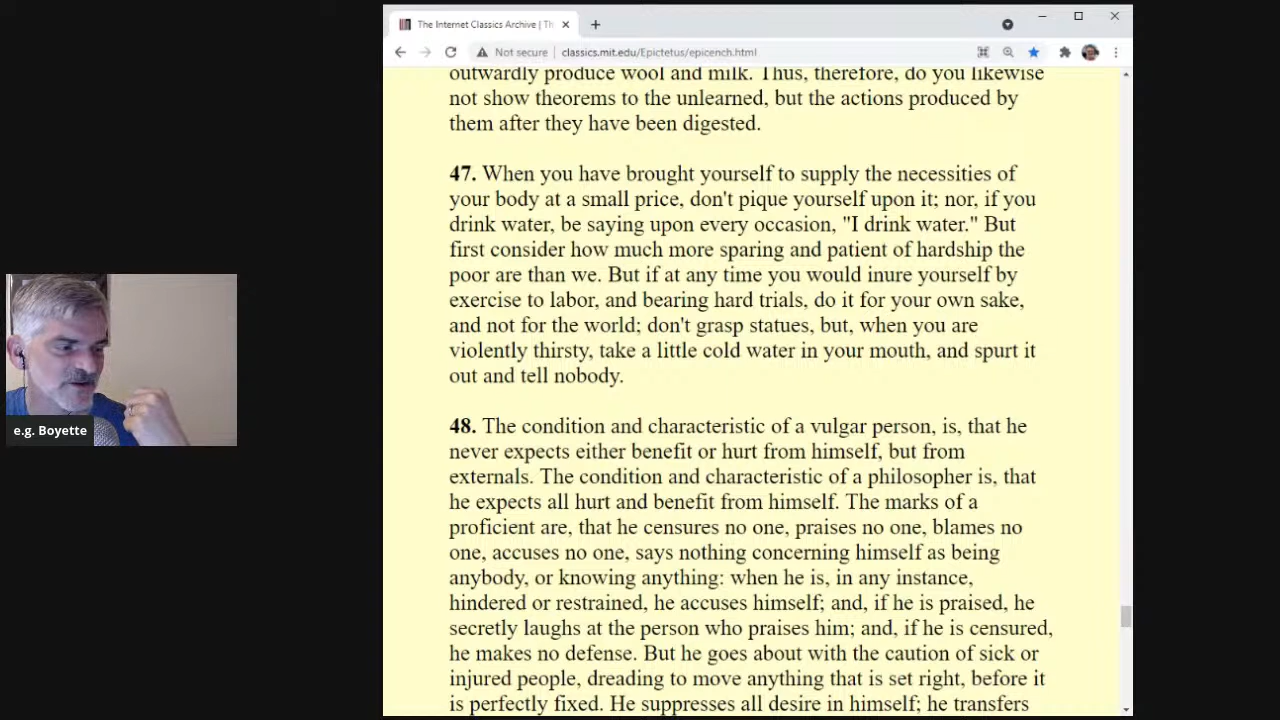 The Internet Classics Archive | Th
Not secure
classics.mit.edu/Epictetus/epicench.html
outwardly produce wool and milk. Thus, therefore, do you likewise
not show theorems to the unlearned, but the actions produced by
them after they have been digested.
47. When you have brought yourself to supply the necessities of
your body at a small price, don't pique yourself upon it; nor, if you
drink water, be saying upon every occasion, "I drink water." But
first consider how much more sparing and patient of hardship the
poor are than we. But if at any time you would inure yourself by
exercise to labor, and bearing hard trials, do it for your own sake,
and not for the world; don't grasp statues, but, when you are
violently thirsty, take a little cold water in your mouth, and spurt it
out and tell nobody.
48. The condition and characteristic of a vulgar person, is, that he
never expects either benefit or hurt from himself, but from
externals. The condition and characteristic of a philosopher is, that
he expects all hurt and benefit from himself. The marks of a
proficient are, that he censures no one, praises no one, blames no
one, accuses no one, says nothing concerning himself as being
anybody, or knowing anything: when he is, in any instance,
hindered or restrained, he accuses himself; and, if he is praised, he
secretly laughs at the person who praises him; and, if he is censured,
he makes no defense. But he goes about with the caution of sick or
injured people, dreading to move anything that is set right, before it
is perfectly fixed. He suppresses all desire in himself; he transfers
e.g. Boyette